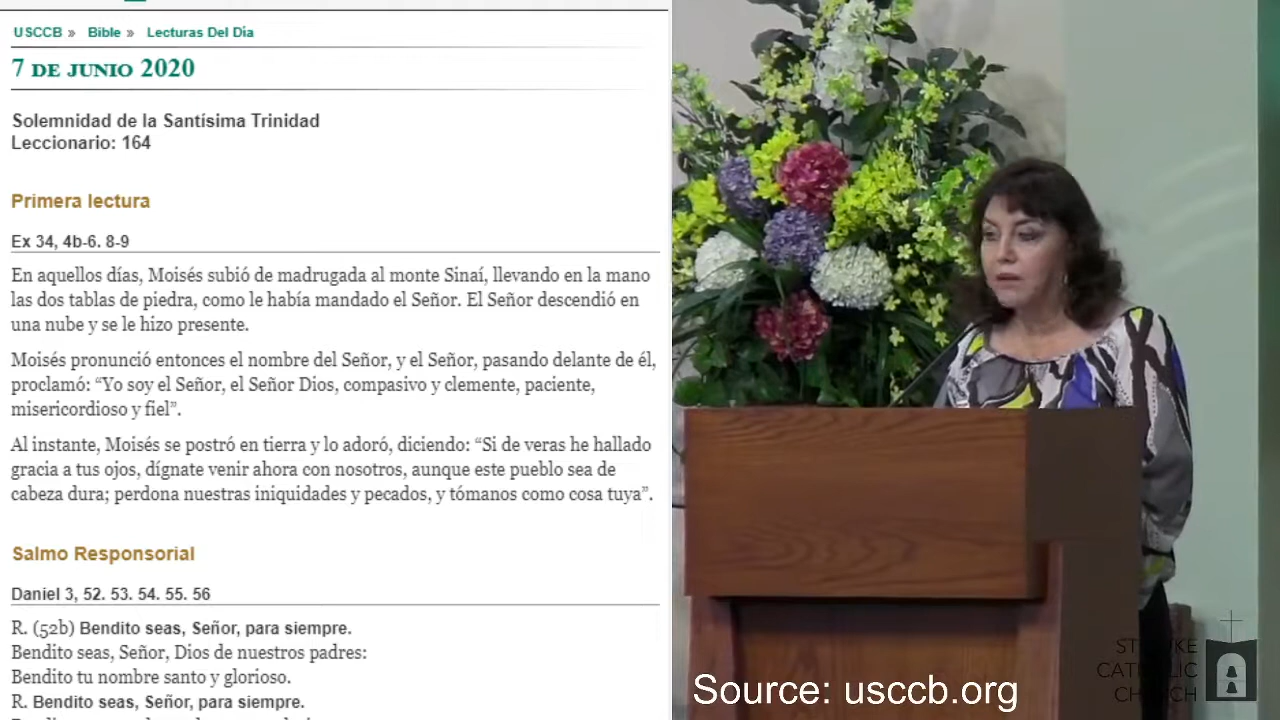 USCCB » Bible » Lecturas Del Día
7 DE JUNIO 2020
Solemnidad de la Santísima Trinidad
Leccionario: 164
Primera lectura
Ex 34, 4b-6. 8-9
En aquellos días, Moisés subió de madrugada al monte Sinaí, llevando en la mano
las dos tablas de piedra, como le había mandado el Señor. El Señor descendió en
una nube y se le hizo presente.
Moisés pronunció entonces el nombre del Señor, y el Señor, pasando delante de él,
proclamó: “Yo soy el Señor, el Señor Dios, compasivo y clemente, paciente,
misericordioso y fiel”.
Al instante, Moisés se postró en tierra y lo adoró, diciendo: “Si de veras he hallado
gracia a tus ojos, dígnate venir ahora con nosotros, aunque este pueblo sea de
cabeza dura; perdona nuestras iniquidades y pecados, y tómanos como cosa tuya”.
Salmo Responsorial
Daniel 3, 52. 53. 54. 55. 56
R. (52b) Bendito seas, Señor, para siempre.
Bendito seas, Señor, Dios de nuestros padres:
Bendito tu nombre santo y glorioso.
R. Bendito seas, Señor, para siempre.
Source: usccb.org
ST LUKE
CATHOLIC
CHURCH